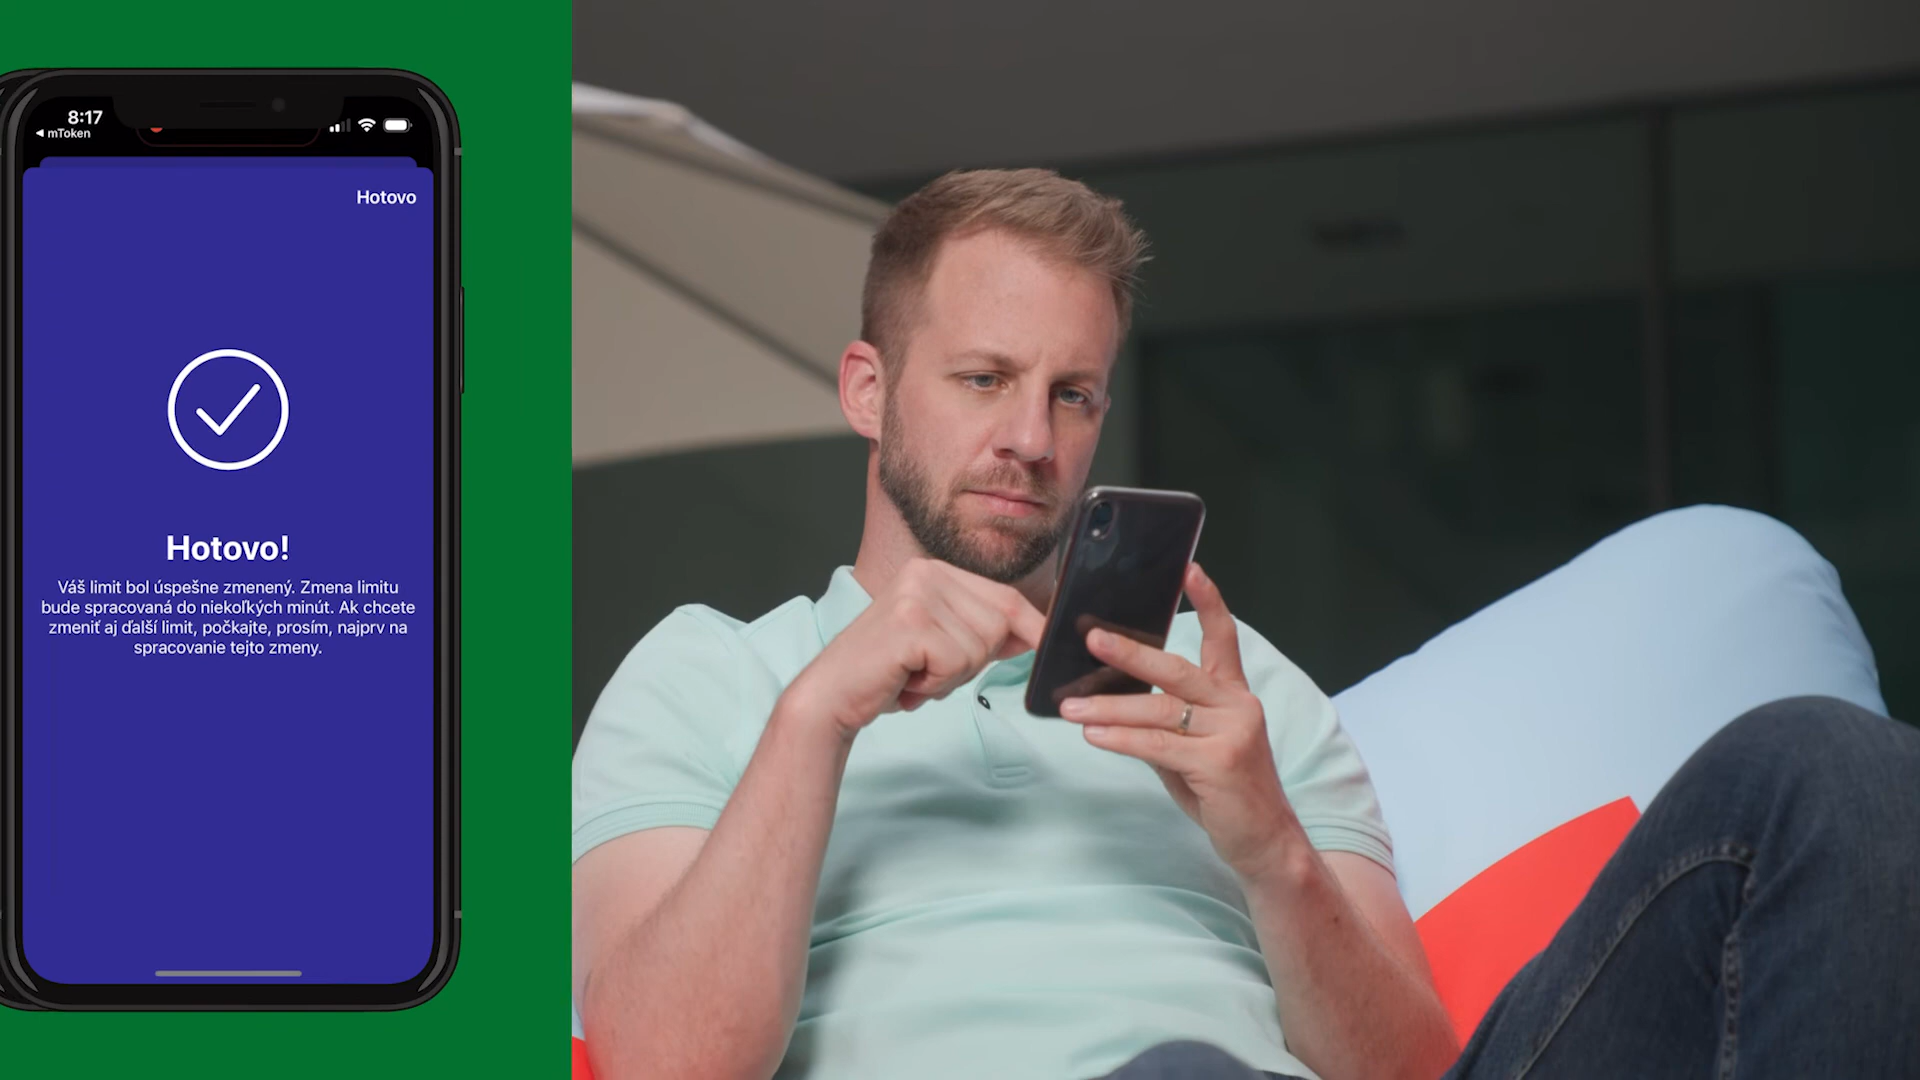 8:17
◀ mToken
Hotovo
Hotovo!
Váš limit bol úspešne zmenený. Zmena limitu
bude spracovaná do niekoľkých minút. Ak chcete
zmeniť aj ďalší limit, počkajte, prosím, najprv na
spracovanie tejto zmeny.